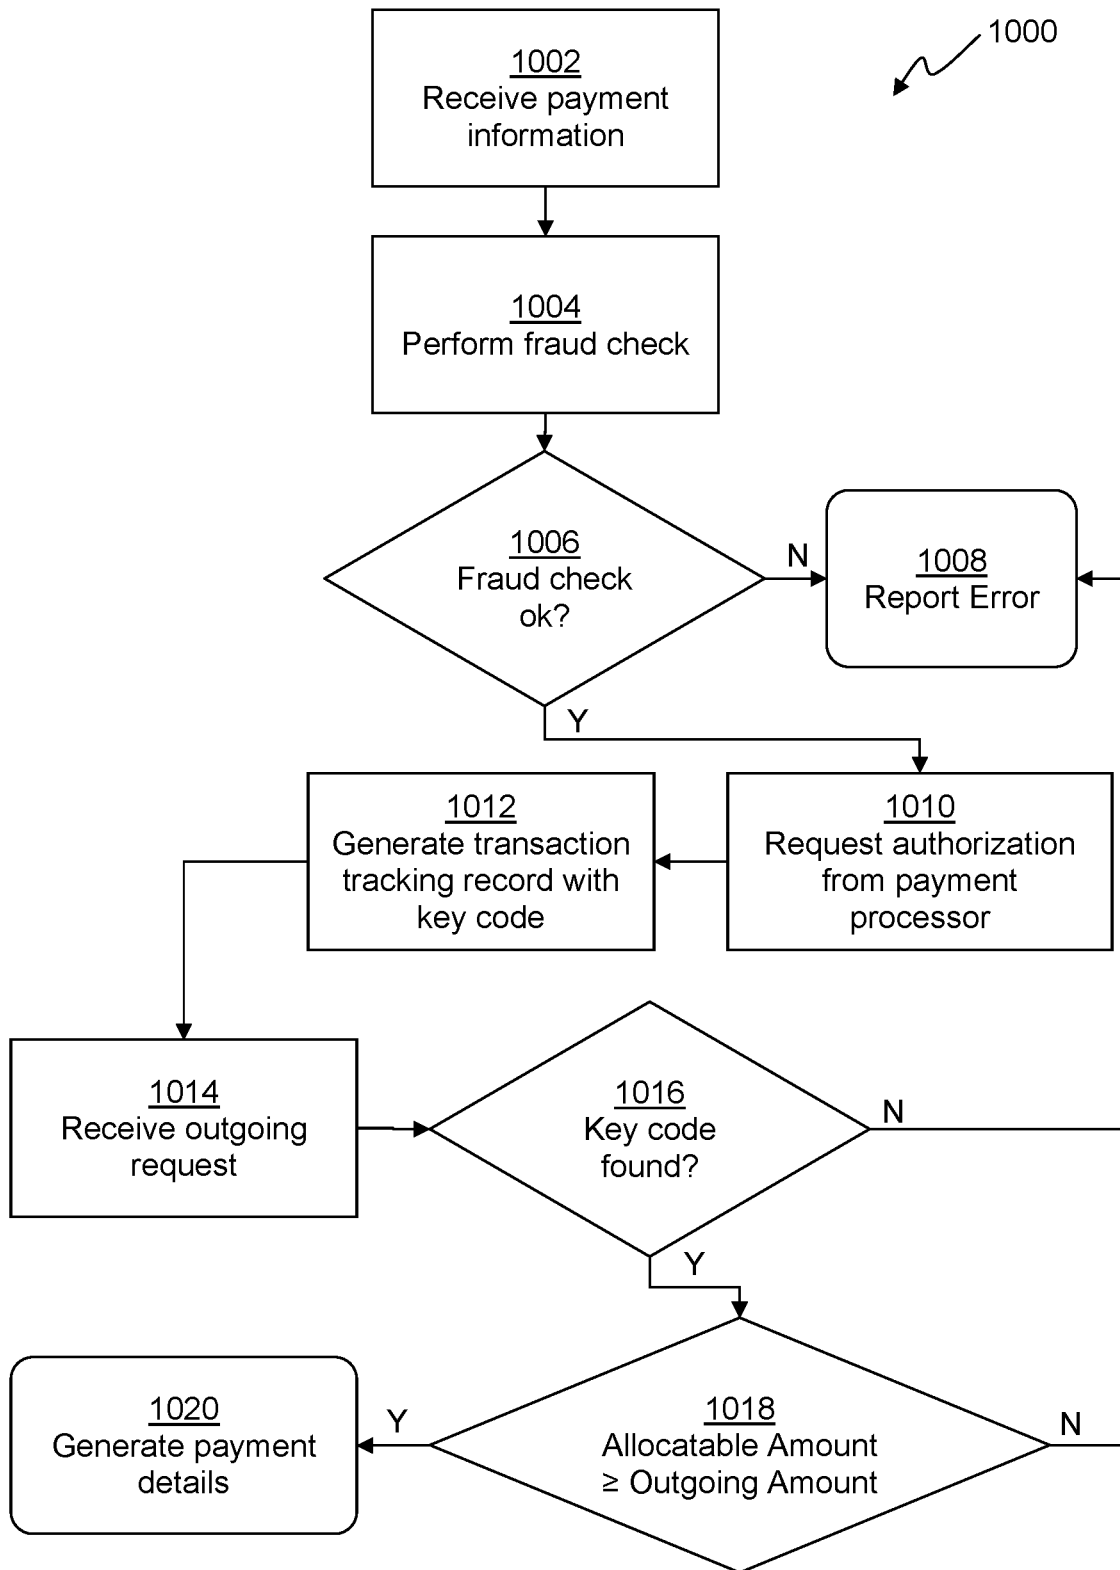 1000
1002
Receive payment
information
1004
Perform fraud check
1006
Fraud check
ok?
N
1008
Report Error
Y
1012
Generate transaction
tracking record with
key code
1010
Request authorization
from payment
processor
1014
Receive outgoing
request
1016
Key code
found?
N
Y
1020
Generate payment
details
Y
1018
Allocatable Amount
≥ Outgoing Amount
N